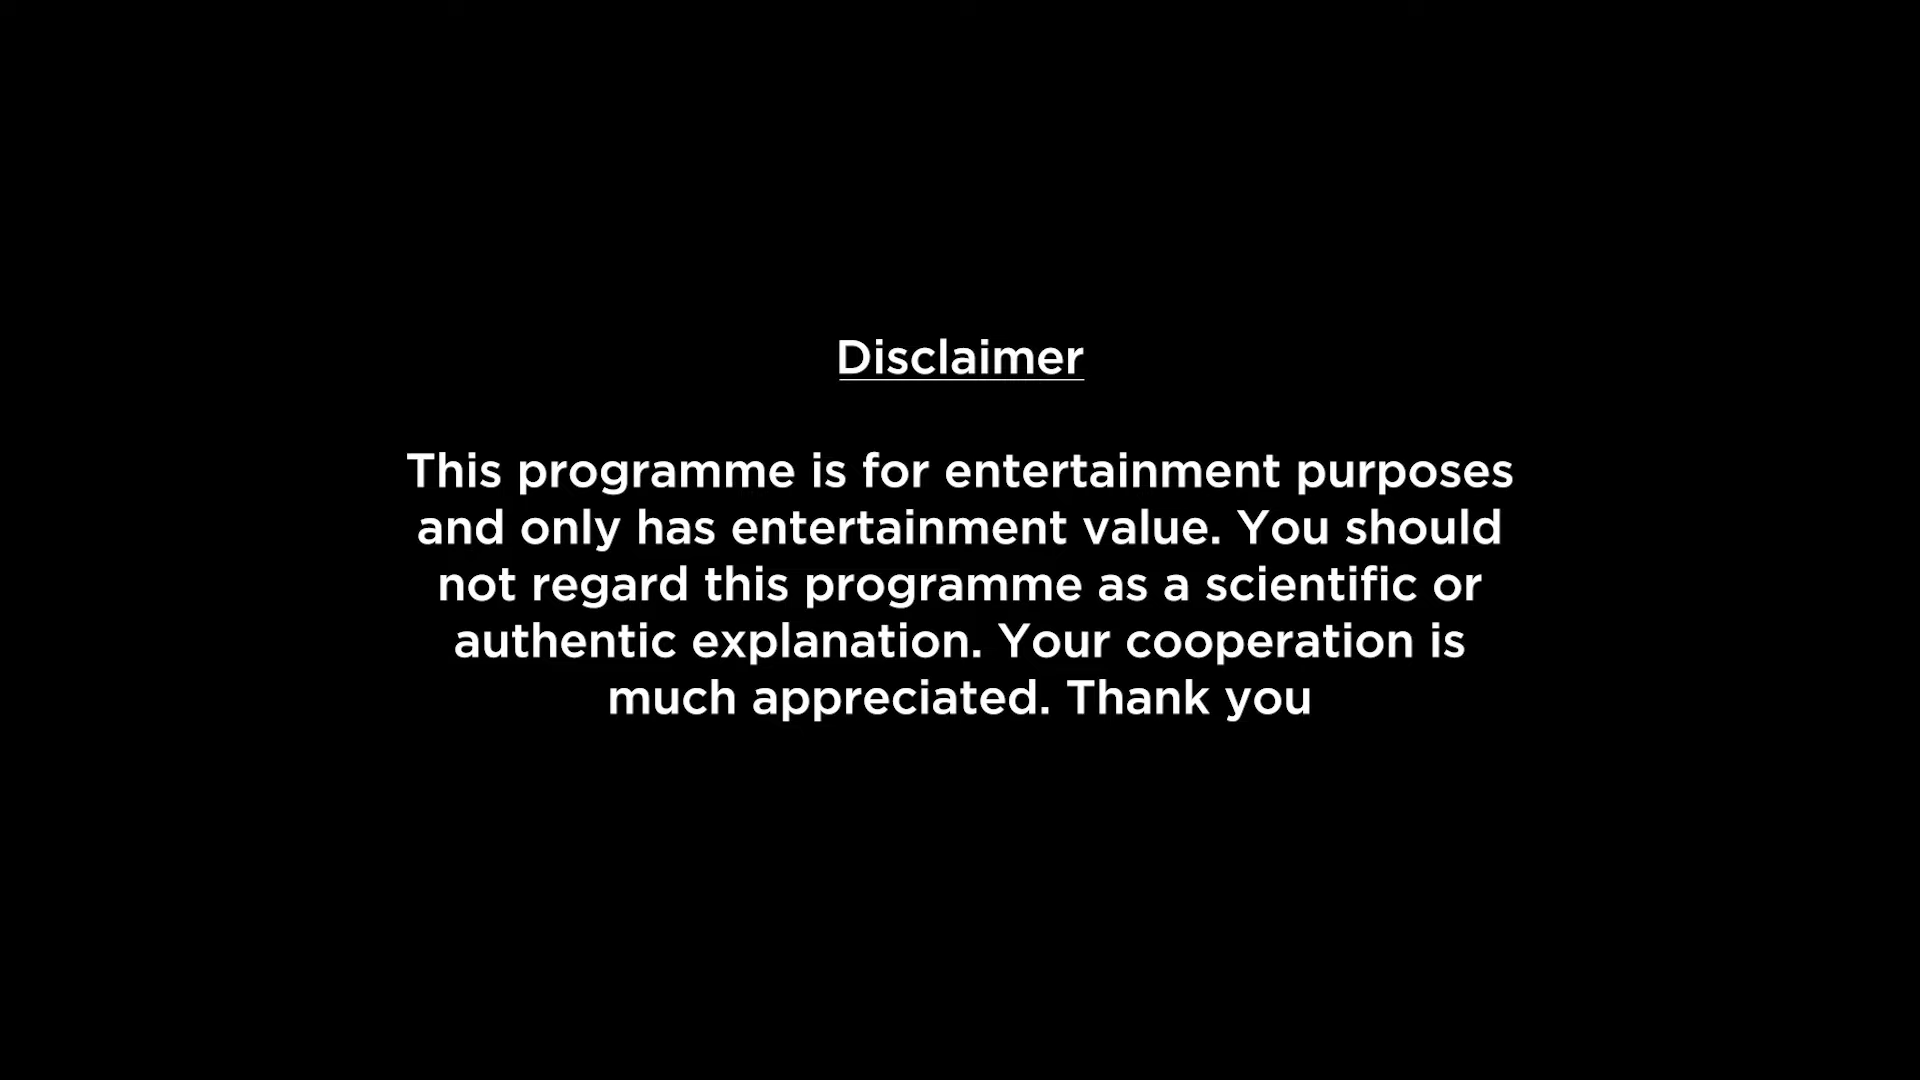 Disclaimer
This programme is for entertainment purposes
and only has entertainment value. You should
not regard this programme as a scientific or
authentic explanation. Your cooperation is
much appreciated. Thank you